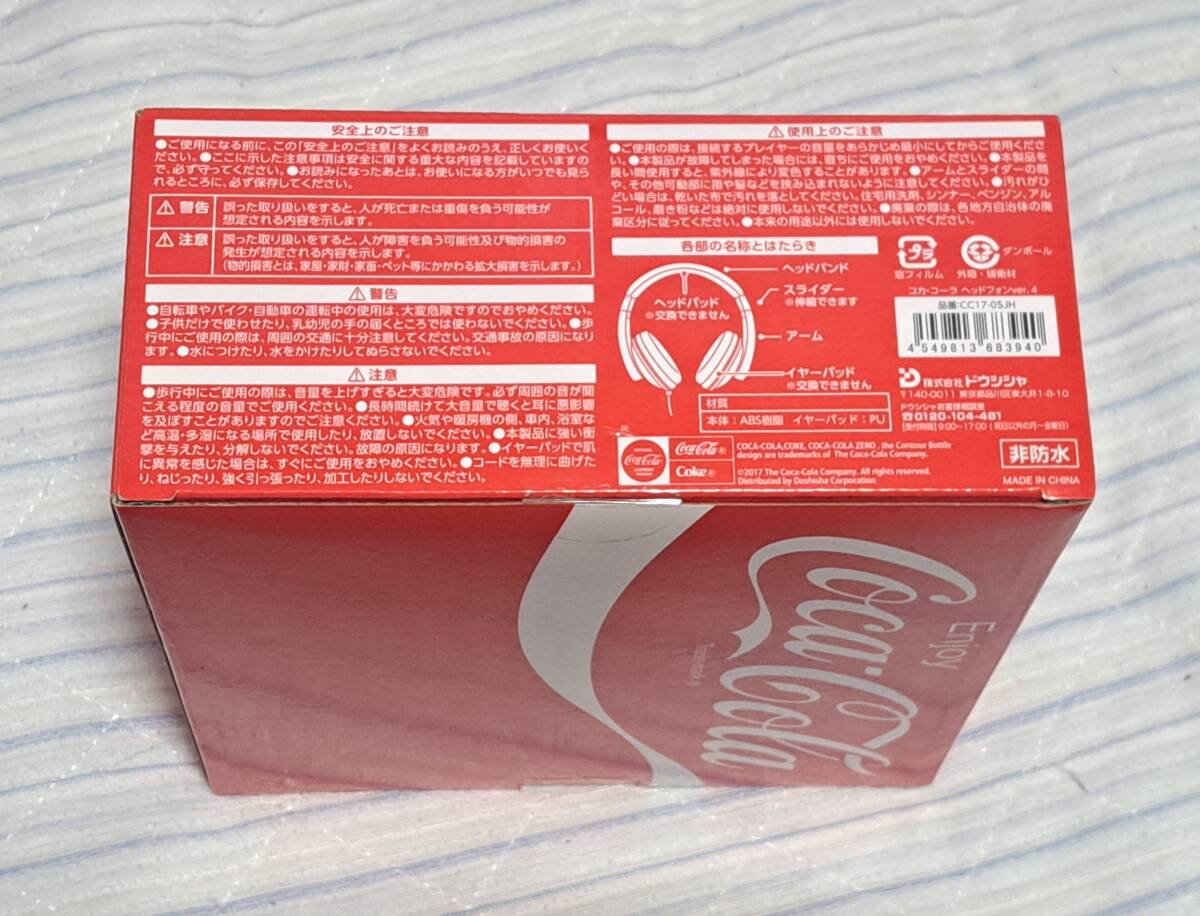 安全上のご注意
●ご使用になる前に、この「安全上のご注意」をよくお読みのうえ、正しくお使いく
ださい。●ここに示した注意事項は安全に関する重大な内容を記載していますの
で、必ず守ってください。●お読みになったあとは、お使いになる方がいつでも見ら
れるところに、必ず保存してください。
⚠警告
誤った取り扱いをすると、人が死亡または重傷を負う可能性が
想定される内容を示します。
⚠注意
誤った取り扱いをすると、人が障害を負う可能性及び物的損害の
発生が想定される内容を示します。
(物的損害とは、家屋・家財・家畜・ペット等にかかわる拡大損害を示します。)
⚠警告
●自転車やバイク・自動車の運転中の使用は、大変危険ですのでおやめください。
●子供だけで使わせたり、乳幼児の手の届くところでは使わないでください。●歩
行中にご使用の際は、周囲の交通に十分注意してください。交通事故の原因になり
ます。●水につけたり、水をかけたりしてぬらさないでください。
⚠注意
●歩行中にご使用の際は、音量を上げすぎると大変危険です。必ず周囲の音が聞
こえる程度の音量でご使用ください。●長時間続けて大音量で聴くと耳に悪影響
を及ぼすことがありますのでご注意ください。●火気や暖房機の側、車内、浴室な
ど高温・多湿になる場所で使用したり、放置しないでください。●本製品に強い衝
撃を与えたり、分解しないでください。故障の原因になります。●イヤーパッドで肌
に異常を感じた場合は、すぐにご使用をおやめください。●コードを無理に曲げた
り、ねじったり、強く引っ張ったり、加工したりしないでください。
⚠使用上のご注意
●ご使用の際は、接続するプレイヤーの音量をあらかじめ最小にしてからご使用くだ
さい。●本製品が故障してしまった場合には、直ちにご使用をおやめください。●本製品を
長い間使用すると、紫外線により変色することがあります。●アームとスライダーの間
や、その他可動部に指や髪などを挟み込まれないように注意してください。●汚れがひ
どい場合は、乾いた布で汚れを落としてください。住宅用洗剤、シンナー、ベンジン、アル
コール、磨き粉などは絶対に使用しないでください。●廃棄の際は、各地方自治体の廃
棄区分に従ってください。●本来の用途以外には使用しないでください。
各部の名称とはたらき
ヘッドバンド
スライダー
※伸縮できます
ヘッドパッド
※交換できません
アーム
イヤーパッド
※交換できません
材質
本体：ABS樹脂 イヤーパッド：PU
プラ
窓フィルム
ダンボール
外箱・緩衝材
コカ・コーラ ヘッドフォンver.4
品番:CC17-05JH
4 549813 683940
株式会社ドウシシャ
〒140-0011 東京都品川区東大井1-8-10
ドウシシャお客様相談室
☎0120-104-481
【受付時間】9:00〜17:00（祝日以外の月〜金曜日）
Coca-Cola
Coca-Cola®
Coke®
COCA-COLA,COKE, COCA-COLA ZERO , the Contour Bottle
design are trademarks of The Coca-Cola Company.
©2017 The Coca-Cola Company. All rights reserved.
Distributed by Doshisha Corporation
非防水
MADE IN CHINA
Enjoy
Coca-Cola
Trademark®